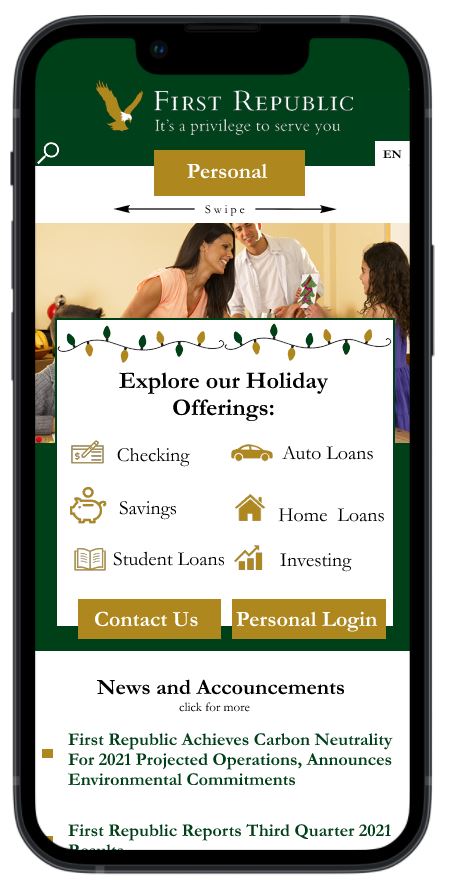 FIRST REPUBLIC
It's a privilege to serve you
EN
Personal
Swipe
Explore our Holiday
Offerings:
Checking
Auto Loans
Savings
Home Loans
Student Loans
Investing
Contact Us
Personal Login
News and Accouncements
click for more
First Republic Achieves Carbon Neutrality
For 2021 Projected Operations, Announces
Environmental Commitments
First Republic Reports Third Quarter 2021
Results